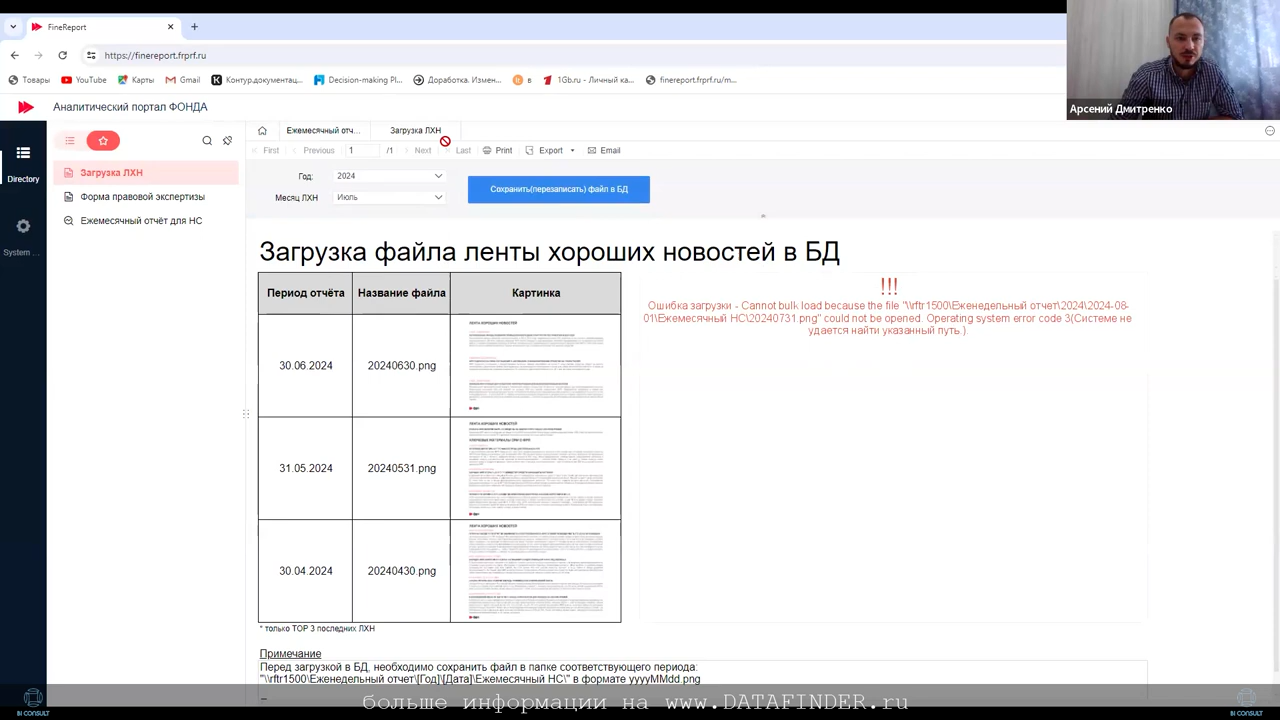 FineReport
https://finereport.frprf.ru
Товары YouTube Карты Gmail Контур.документац... Decision-making Pl... Доработка. Измен... в 1Gb.ru - Личный ка... finereport.frprf.ru/m...
Арсений Дмитренко
Аналитический портал ФОНДА
Directory
System ...
Загрузка ЛХН
Форма правовой экспертизы
Ежемесячный отчёт для НС
Ежемесячный отч... Загрузка ЛХН
First Previous 1 /1 Next Last Print Export Email
Год: 2024
Месяц ЛХН Июль
Сохранить(перезаписать) файл в БД
Загрузка файла ленты хороших новостей в БД
Период отчёта Название файла Картинка
30.06.2024 20240630.png
31.05.2024 20240531.png
30.04.2024 20240430.png
!!!
Ошибка загрузки - Cannot bulk load because the file "\\rftr1500\Еженедельный отчет\2024\2024-08-
01\Ежемесячный НС\20240731.png" could not be opened. Operating system error code 3(Системе не
удается найти указанный путь.).
* только TOP 3 последних ЛХН
Примечание
Перед загрузкой в БД, необходимо сохранить файл в папке соответствующего периода:
"\\rftr1500\Еженедельный отчет\[Год]\[Дата]\Ежемесячный НС\" в формате yyyyMMdd.png
больше информации на www.DATAFINDER.ru
BI CONSULT
BI CONSULT